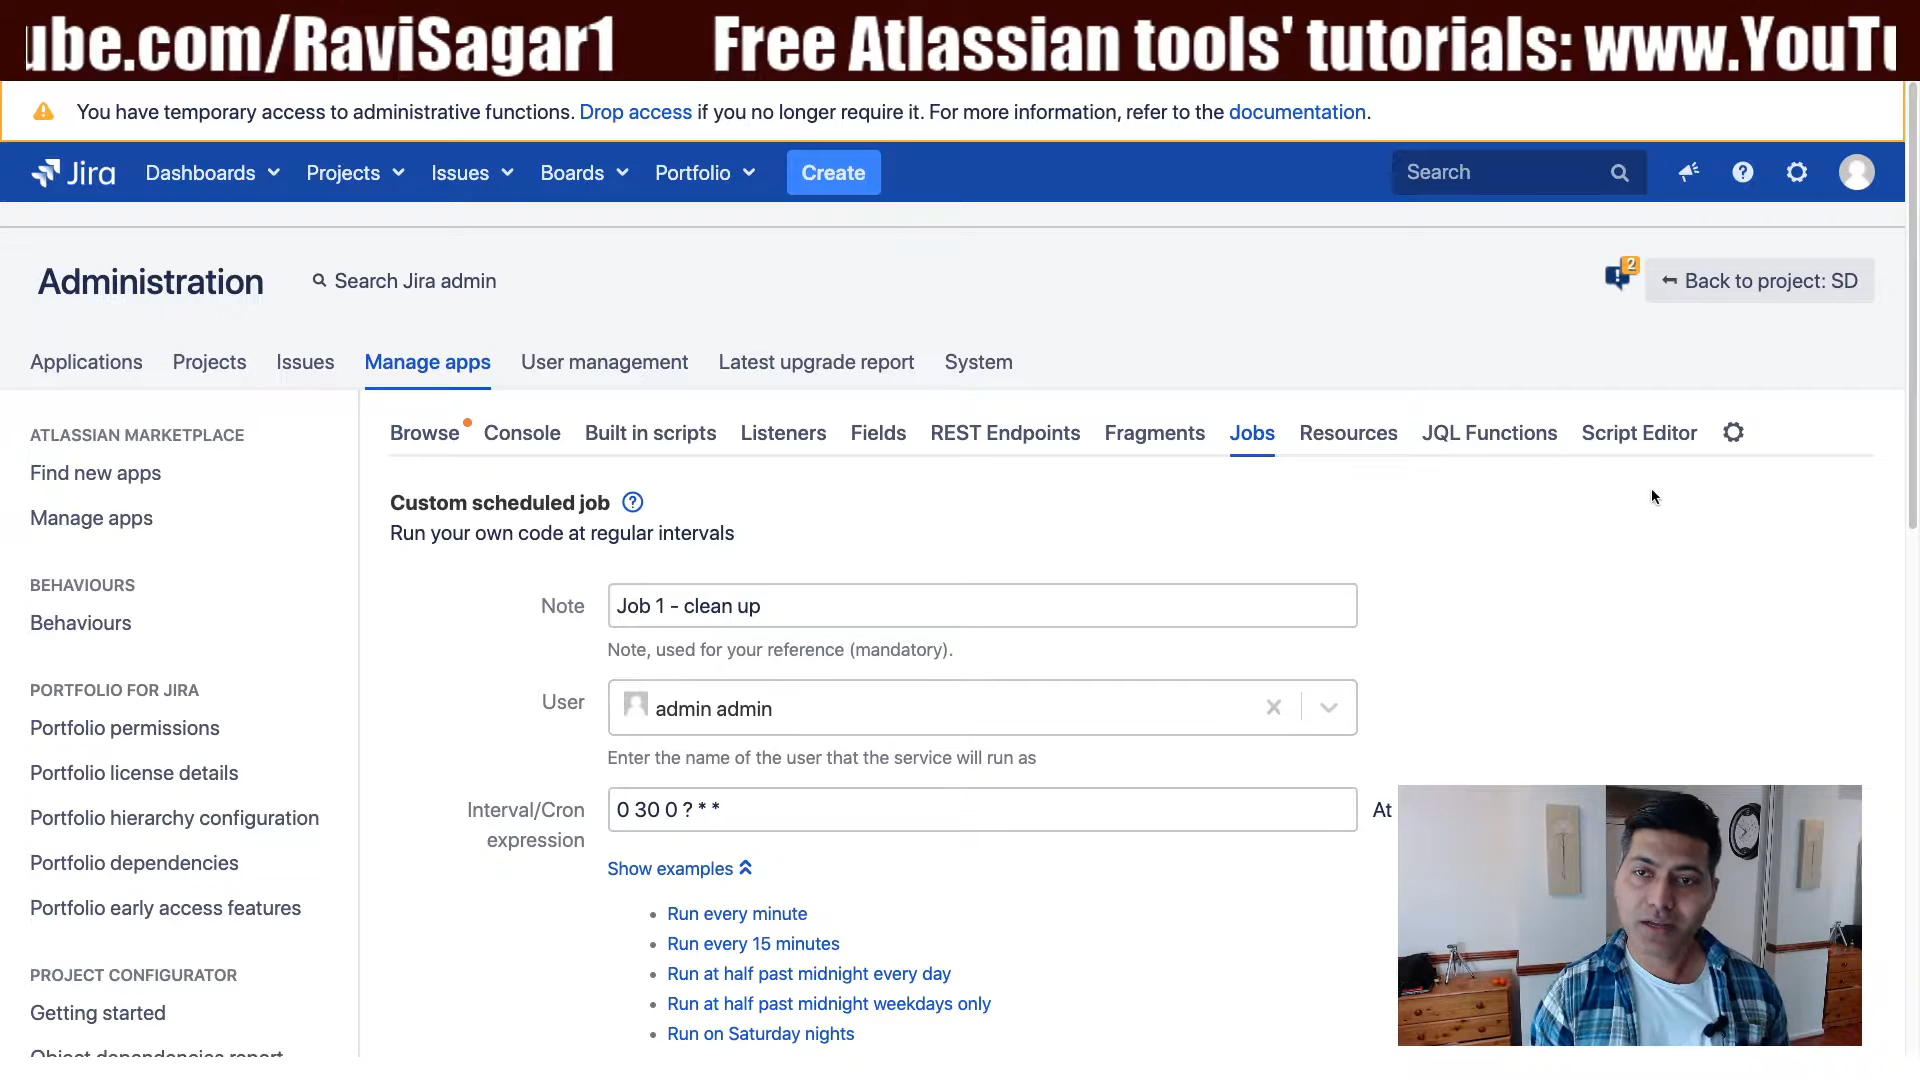 ube.com/RaviSagar1 Free Atlassian tools' tutorials: www.YouTu
You have temporary access to administrative functions. Drop access if you no longer require it. For more information, refer to the documentation.
Jira Dashboards Projects Issues Boards Portfolio Create Search
Administration Search Jira admin 2 Back to project: SD
Applications Projects Issues Manage apps User management Latest upgrade report System
ATLASSIAN MARKETPLACE
Find new apps
Manage apps
BEHAVIOURS
Behaviours
PORTFOLIO FOR JIRA
Portfolio permissions
Portfolio license details
Portfolio hierarchy configuration
Portfolio dependencies
Portfolio early access features
PROJECT CONFIGURATOR
Getting started
Object dependencies report
Browse Console Built in scripts Listeners Fields REST Endpoints Fragments Jobs Resources JQL Functions Script Editor
Custom scheduled job
Run your own code at regular intervals
Note Job 1 - clean up
Note, used for your reference (mandatory).
User admin admin
Enter the name of the user that the service will run as
Interval/Cron expression 0 30 0 ? * * At
Show examples
Run every minute
Run every 15 minutes
Run at half past midnight every day
Run at half past midnight weekdays only
Run on Saturday nights